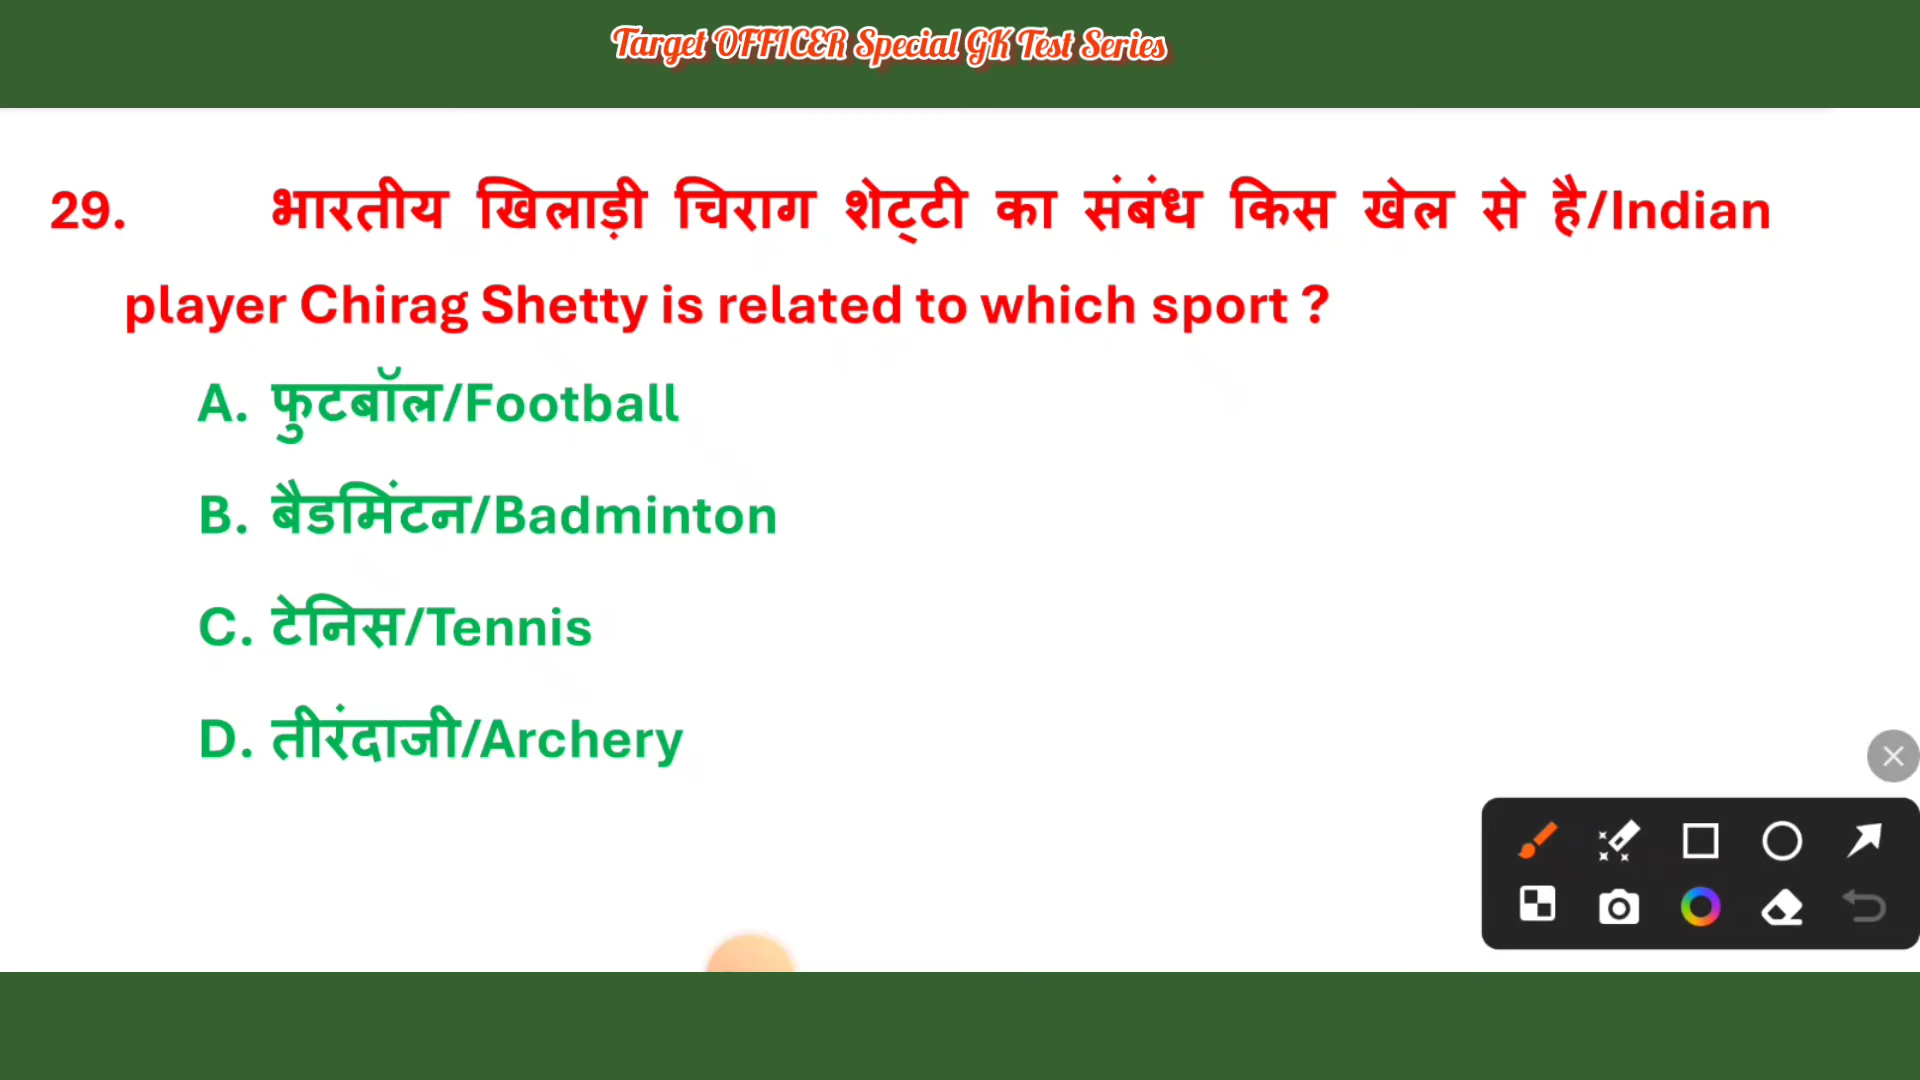 Target OFFICER Special GK Test Series
29. भारतीय खिलाड़ी चिराग शेट्टी का संबंध किस खेल से है/Indian
player Chirag Shetty is related to which sport ?
A. फुटबॉल/Football
B. बैडमिंटन/Badminton
C. टेनिस/Tennis
D. तीरंदाजी/Archery